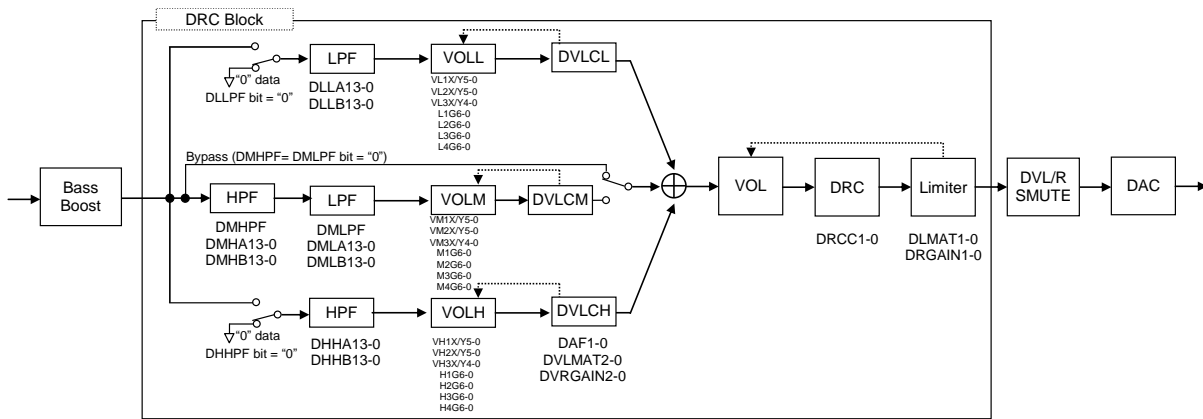 DRC Block
LPF
VOLL
DVLCL
"0" data
DLLPF bit = "0"
DLLA13-0
DLLB13-0
VL1X/Y5-0
VL2X/Y5-0
VL3X/Y4-0
L1G6-0
L2G6-0
L3G6-0
L4G6-0
Bypass (DMHPF= DMLPF bit = "0")
Bass
Boost
HPF
LPF
VOLM
DVLCM
VOL
DRC
Limiter
DVL/R
SMUTE
DAC
DMHPF
DMHA13-0
DMHB13-0
DMLPF
DMLA13-0
DMLB13-0
VM1X/Y5-0
VM2X/Y5-0
VM3X/Y4-0
M1G6-0
M2G6-0
M3G6-0
M4G6-0
DRCC1-0
DLMAT1-0
DRGAIN1-0
HPF
VOLH
DVLCH
"0" data
DHHPF bit = "0"
DHHA13-0
DHHB13-0
VH1X/Y5-0
VH2X/Y5-0
VH3X/Y4-0
H1G6-0
H2G6-0
H3G6-0
H4G6-0
DAF1-0
DVLMAT2-0
DVRGAIN2-0